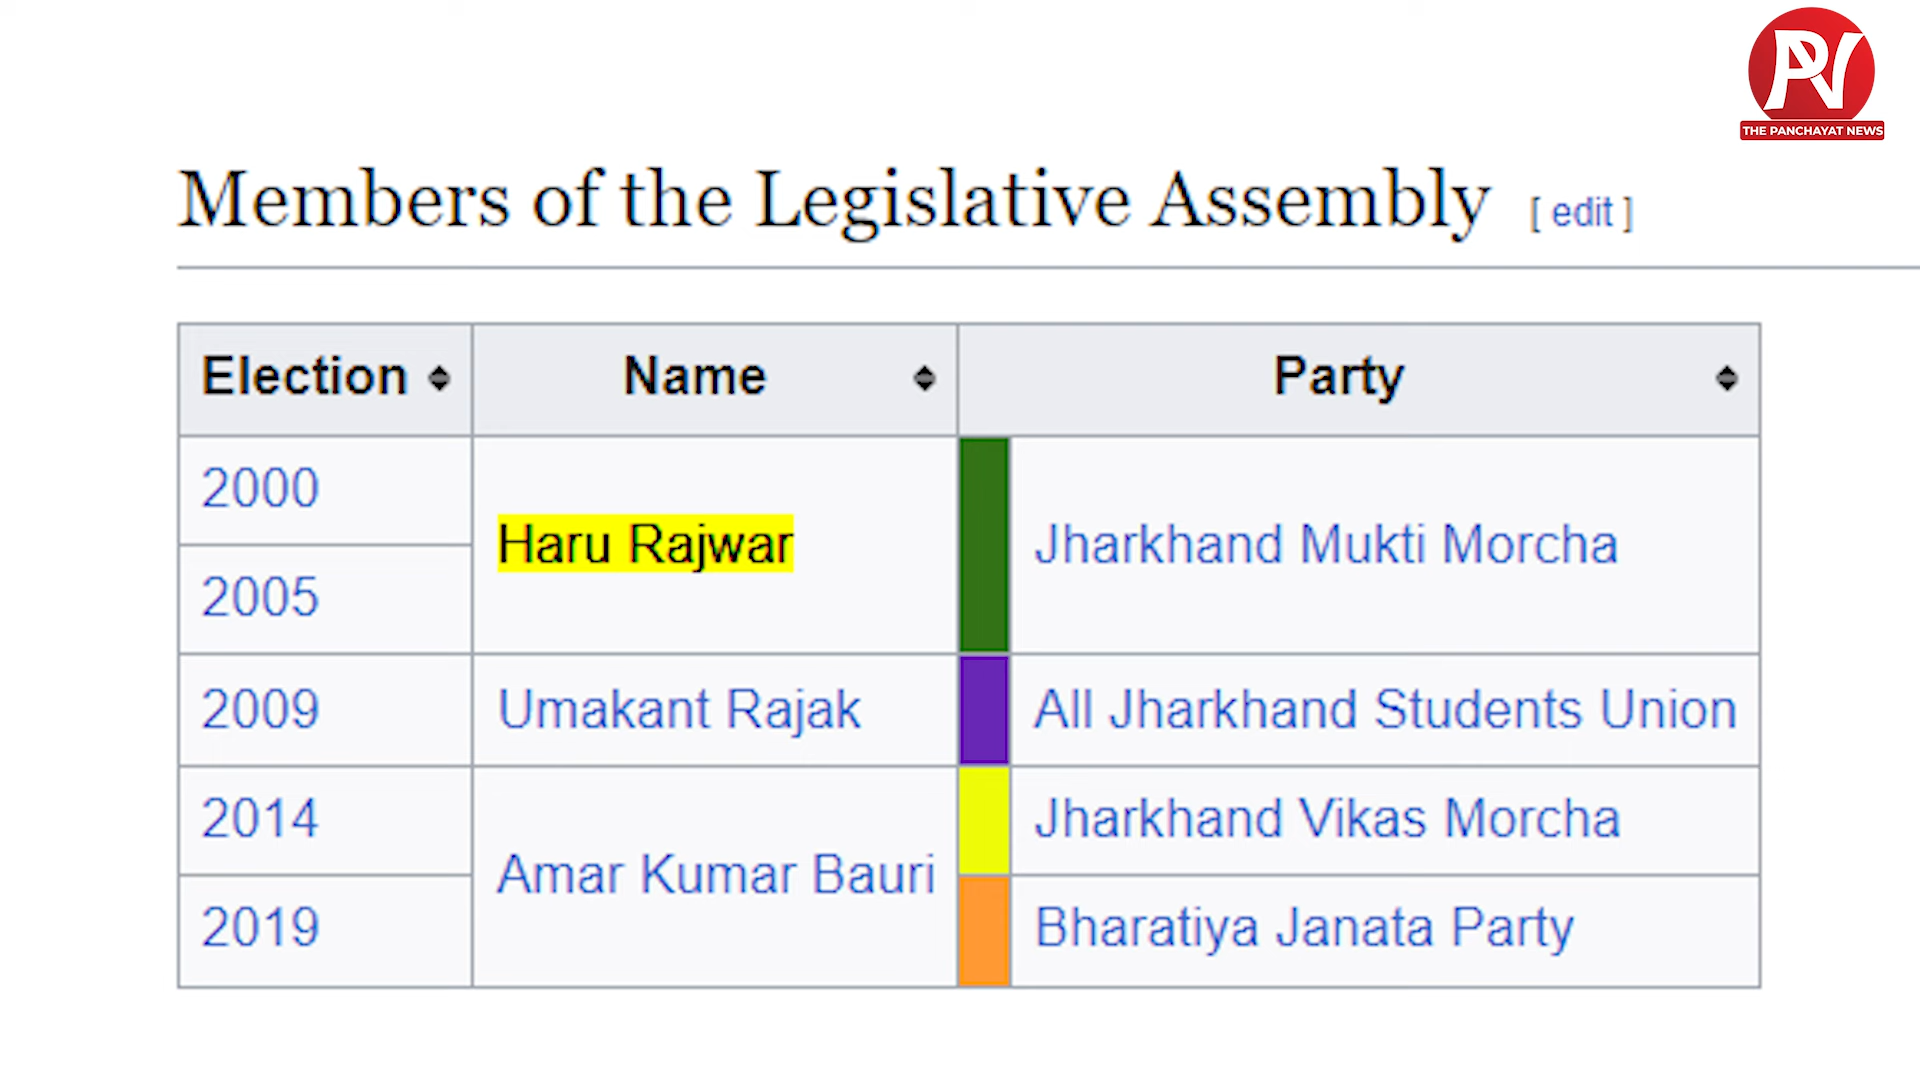 PN
THE PANCHAYAT NEWS
Members of the Legislative Assembly [ edit ]
Election Name Party
2000
Haru Rajwar Jharkhand Mukti Morcha
2005
2009 Umakant Rajak All Jharkhand Students Union
2014 Jharkhand Vikas Morcha
Amar Kumar Bauri
2019 Bharatiya Janata Party